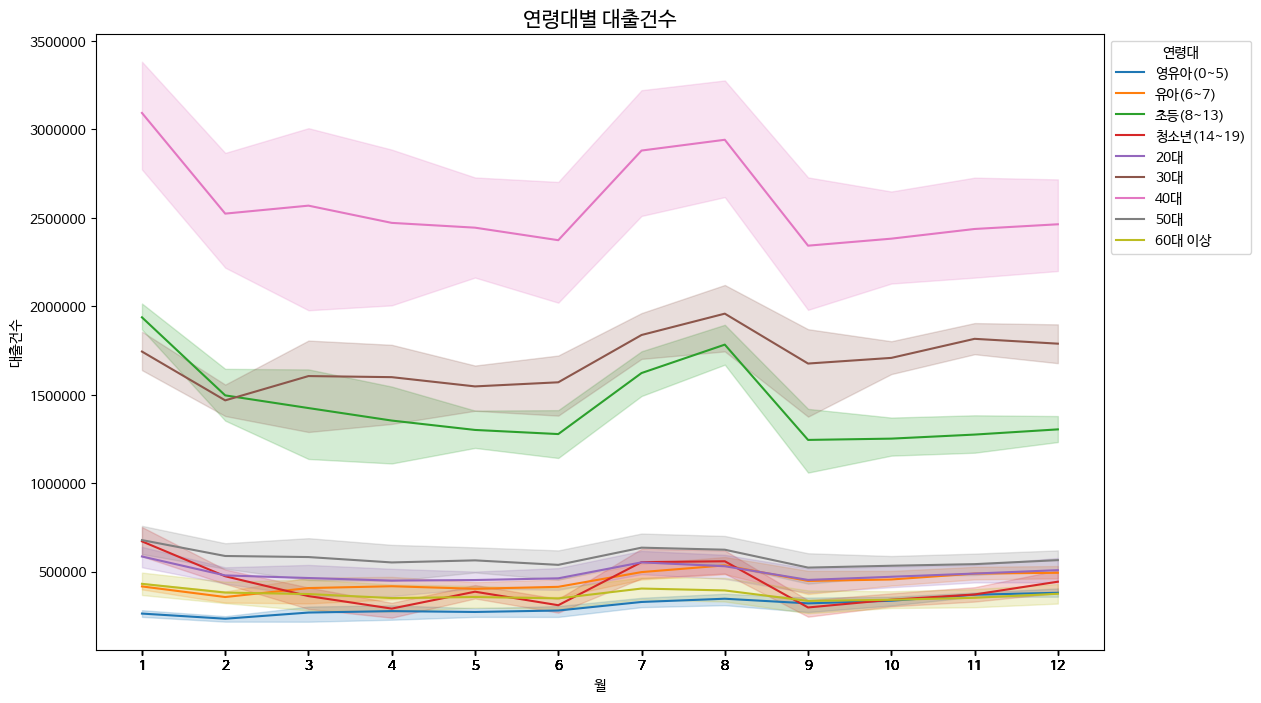 연령대별 대출건수
3500000
3000000
2500000
2000000
1500000
1000000
500000
대출건수
1 2 3 4 5 6 7 8 9 10 11 12
월
연령대
영유아(0~5)
유아(6~7)
초등(8~13)
청소년(14~19)
20대
30대
40대
50대
60대 이상